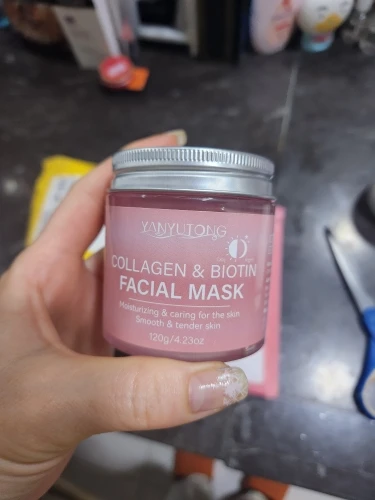 YANYUTONG
COLLAGEN & BIOTIN
FACIAL MASK
Moisturizing & caring for the skin
Smooth & tender skin
120g/4.23oz